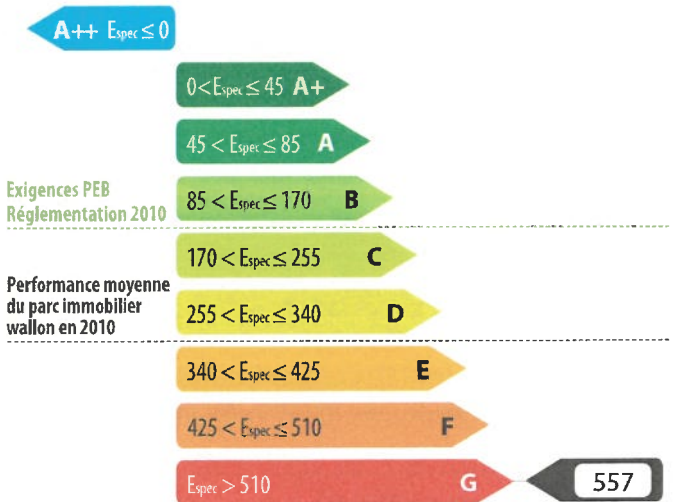 A++ Espec ≤ 0
0 < Espec ≤ 45 A+
45 < Espec ≤ 85 A
Exigences PEB
Réglementation 2010
85 < Espec ≤ 170 B
170 < Espec ≤ 255 C
Performance moyenne
du parc immobilier
wallon en 2010
255 < Espec ≤ 340 D
340 < Espec ≤ 425 E
425 < Espec ≤ 510 F
Espec > 510 G
557